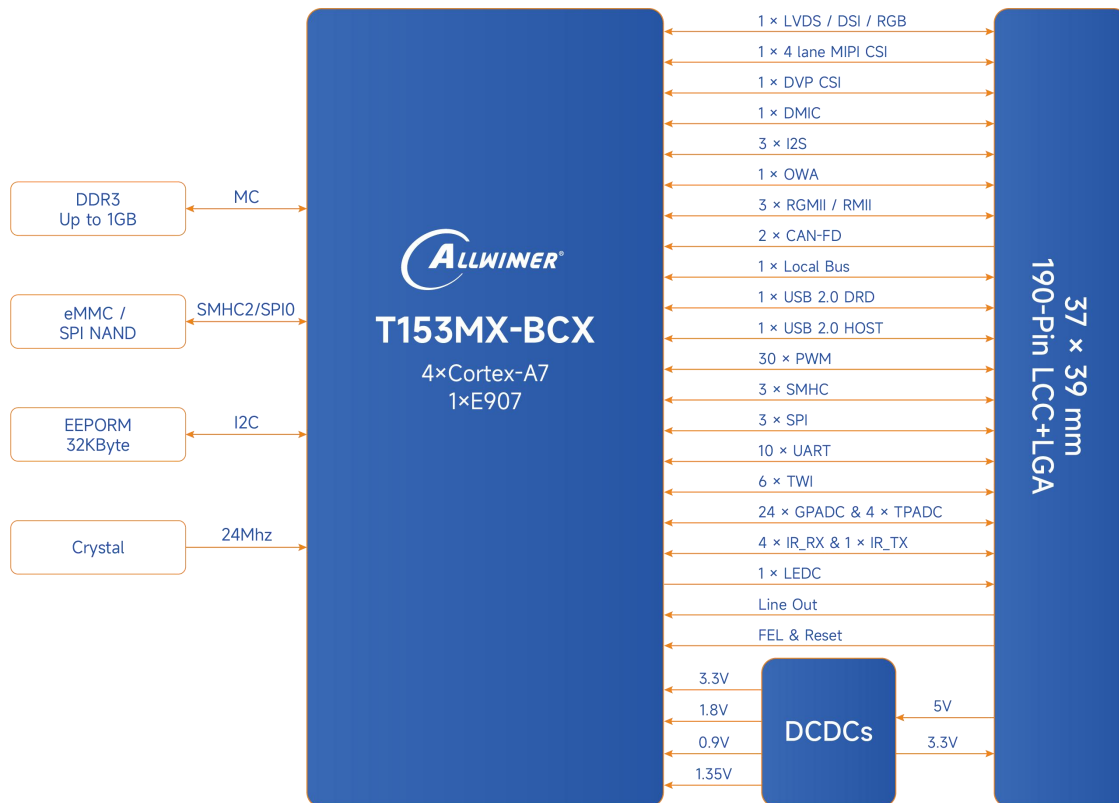 DDR3
Up to 1GB
MC
eMMC /
SPI NAND
SMHC2/SPI0
EEPORM
32KByte
I2C
Crystal
24Mhz
ALLWINNER®
T153MX-BCX
4×Cortex-A7
1×E907
1 × LVDS / DSI / RGB
1 × 4 lane MIPI CSI
1 × DVP CSI
1 × DMIC
3 × I2S
1 × OWA
3 × RGMII / RMII
2 × CAN-FD
1 × Local Bus
1 × USB 2.0 DRD
1 × USB 2.0 HOST
30 × PWM
3 × SMHC
3 × SPI
10 × UART
6 × TWI
24 × GPADC & 4 × TPADC
4 × IR_RX & 1 × IR_TX
1 × LEDC
Line Out
FEL & Reset
3.3V
1.8V
0.9V
1.35V
DCDCs
5V
3.3V
37 × 39 mm
190-Pin LCC+LGA